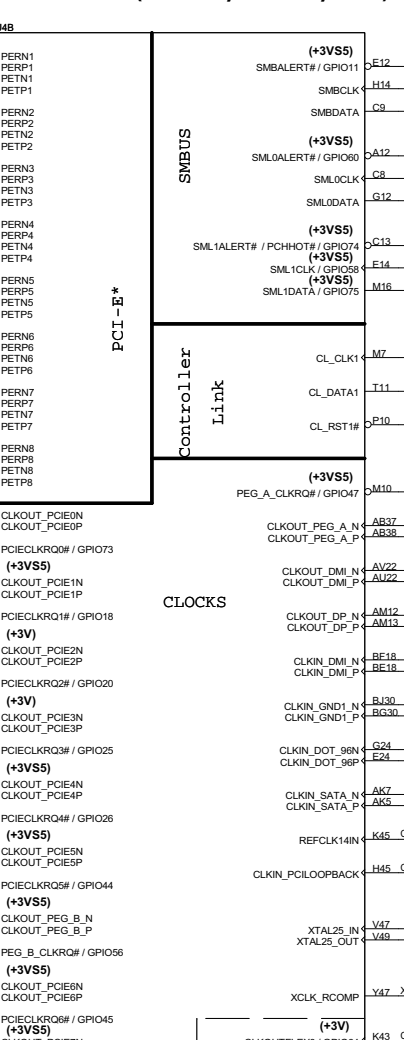 J4B
PERN1
PERP1
PETN1
PETP1
PERN2
PERP2
PETN2
PETP2
PERN3
PERP3
PETN3
PETP3
PERN4
PERP4
PETN4
PETP4
PERN5
PERP5
PETN5
PETP5
PERN6
PERP6
PETN6
PETP6
PERN7
PERP7
PETN7
PETP7
PERN8
PERP8
PETN8
PETP8
PCI-E*
SMBUS
(+3VS5)
SMBALERT# / GPIO11 E12
SMBCLK H14
SMBDATA C9
(+3VS5)
SML0ALERT# / GPIO60 A12
SML0CLK C8
SML0DATA G12
(+3VS5)
SML1ALERT# / PCHHOT# / GPIO74 C13
(+3VS5)
SML1CLK / GPIO58 E14
(+3VS5)
SML1DATA / GPIO75 M16
Controller
Link
CL_CLK1 M7
CL_DATA1 T11
CL_RST1# P10
CLKOUT_PCIE0N
CLKOUT_PCIE0P
PCIECLKRQ0# / GPIO73
(+3VS5)
CLKOUT_PCIE1N
CLKOUT_PCIE1P
PCIECLKRQ1# / GPIO18
(+3V)
CLKOUT_PCIE2N
CLKOUT_PCIE2P
PCIECLKRQ2# / GPIO20
(+3V)
CLKOUT_PCIE3N
CLKOUT_PCIE3P
PCIECLKRQ3# / GPIO25
(+3VS5)
CLKOUT_PCIE4N
CLKOUT_PCIE4P
PCIECLKRQ4# / GPIO26
(+3VS5)
CLKOUT_PCIE5N
CLKOUT_PCIE5P
PCIECLKRQ5# / GPIO44
(+3VS5)
CLKOUT_PEG_B_N
CLKOUT_PEG_B_P
PEG_B_CLKRQ# / GPIO56
(+3VS5)
CLKOUT_PCIE6N
CLKOUT_PCIE6P
PCIECLKRQ6# / GPIO45
(+3VS5)
CLOCKS
(+3VS5)
PEG_A_CLKRQ# / GPIO47 M10
CLKOUT_PEG_A_N AB37
CLKOUT_PEG_A_P AB38
CLKOUT_DMI_N AV22
CLKOUT_DMI_P AU22
CLKOUT_DP_N AM12
CLKOUT_DP_P AM13
CLKIN_DMI_N BF18
CLKIN_DMI_P BE18
CLKIN_GND1_N BJ30
CLKIN_GND1_P BG30
CLKIN_DOT_96N G24
CLKIN_DOT_96P E24
CLKIN_SATA_N AK7
CLKIN_SATA_P AK5
REFCLK14IN K45
CLKIN_PCILOOPBACK H45
XTAL25_IN V47
XTAL25_OUT V49
XCLK_RCOMP Y47
(+3V)
K43